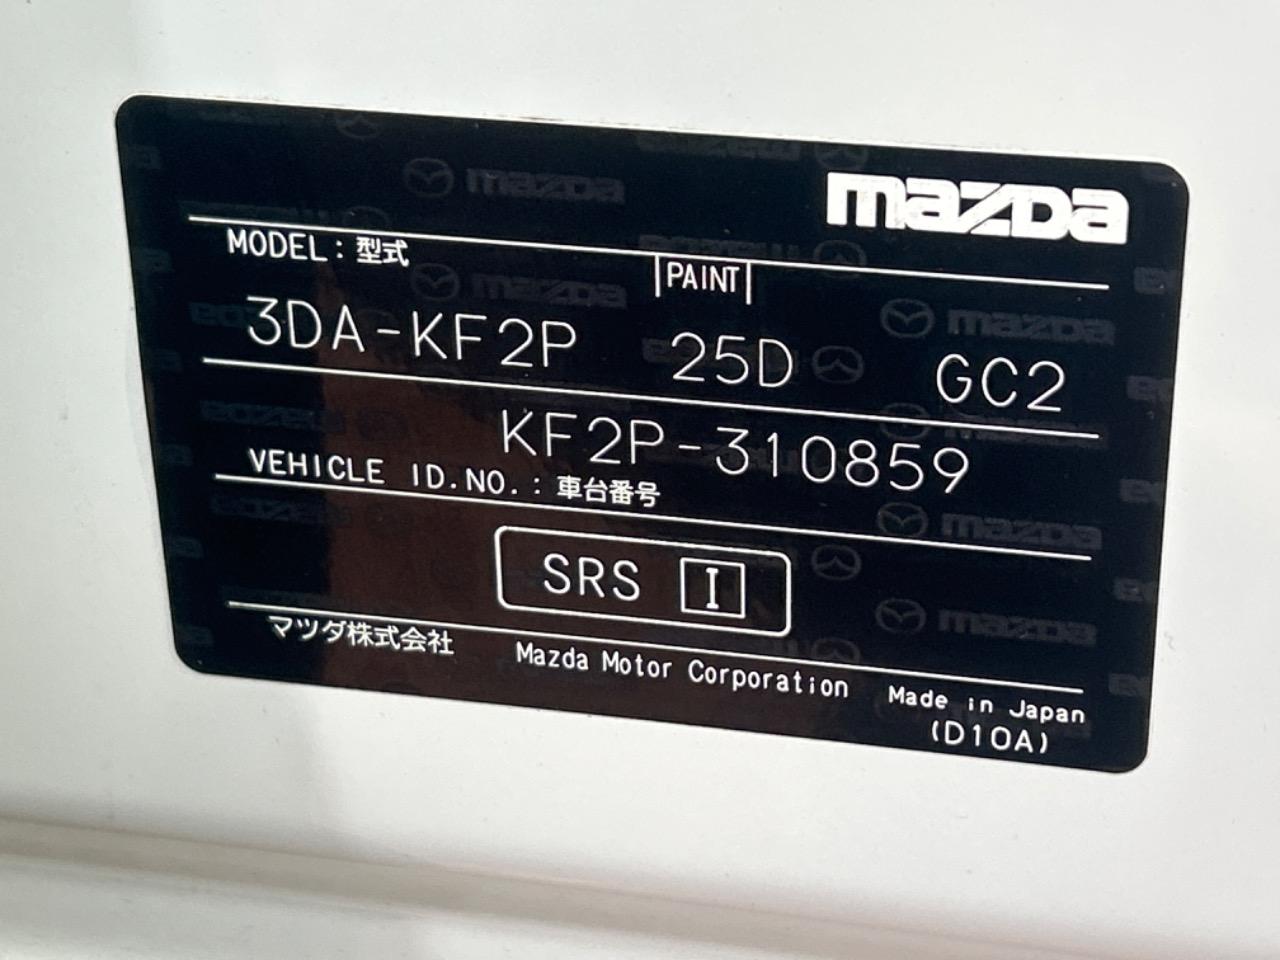 mazda
MODEL : 型式
PAINT
3DA-KF2P 25D GC2
KF2P-310859
VEHICLE ID.NO. : 車台番号
SRS I
マツダ株式会社 Mazda Motor Corporation Made in Japan
(D10A)